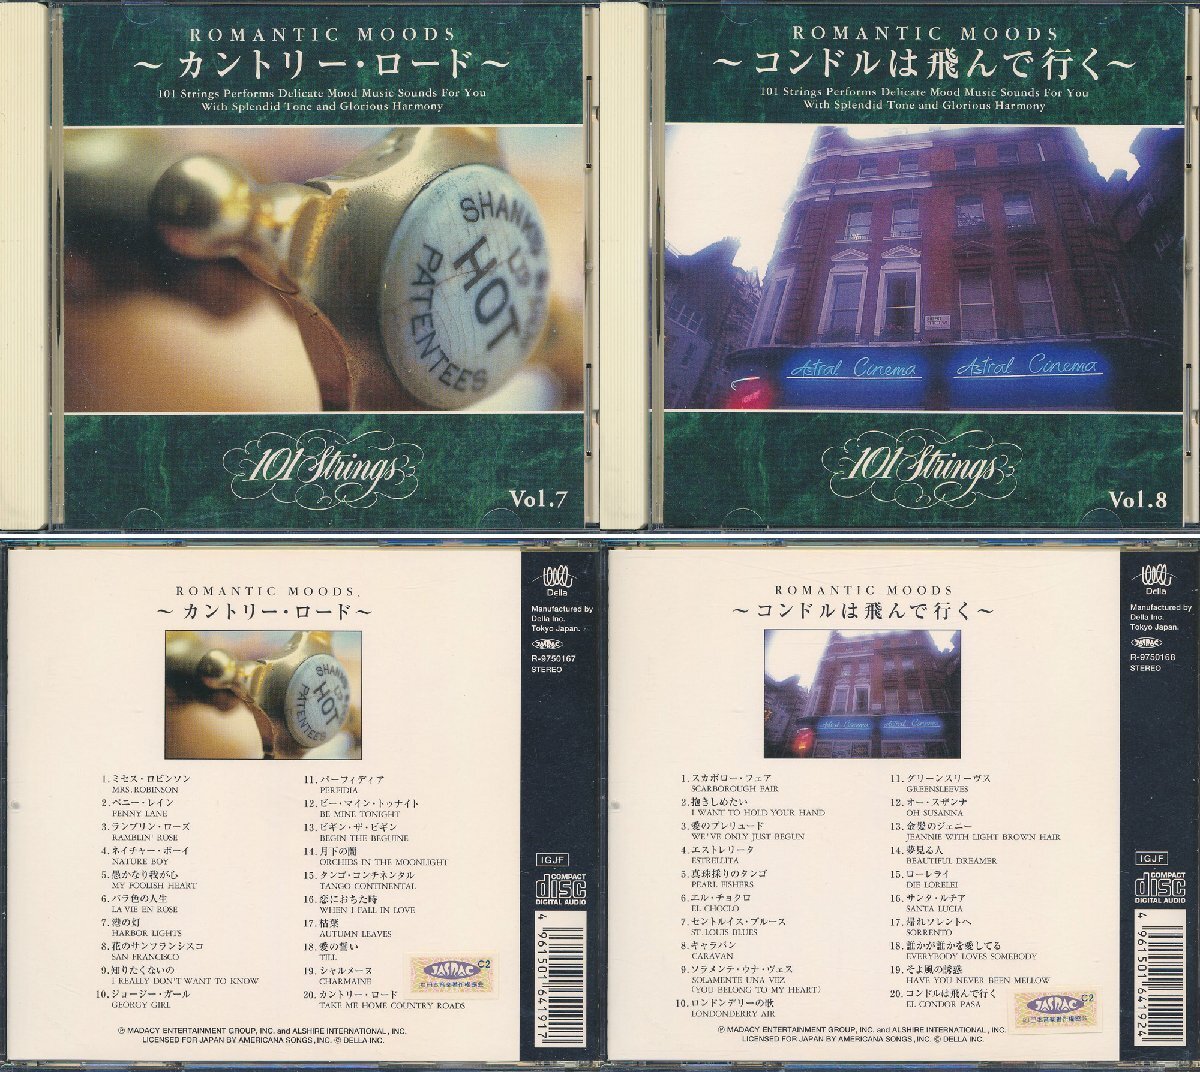 ROMANTIC MOODS
～カントリー・ロード～
101 Strings Performs Delicate Mood Music Sounds For You
With Splendid Tone and Glorious Harmony
SHANKS
HOT
PATENTEES
101 Strings
Vol.7
ROMANTIC MOODS
～コンドルは飛んで行く～
101 Strings Performs Delicate Mood Music Sounds For You
With Splendid Tone and Glorious Harmony
Astral Cinema Astral Cinema
101 Strings
Vol.8
ROMANTIC MOODS
～カントリー・ロード～
HOT
PATENTEES
1.ミセス・ロビンソン
MRS. ROBINSON
2.ペニー・レイン
PENNY LANE
3.ランブリン・ローズ
RAMBLIN' ROSE
4.ネイチャー・ボーイ
NATURE BOY
5.愚かなり我が心
MY FOOLISH HEART
6.バラ色の人生
LA VIE EN ROSE
7.港の灯
HARBOR LIGHTS
8.花のサンフランシスコ
SAN FRANCISCO
9.知りたくないの
I REALLY DON'T WANT TO KNOW
10.ジョージー・ガール
GEORGY GIRL
11.パーフィディア
PERFIDIA
12.ビー・マイン・トゥナイト
BE MINE TONIGHT
13.ビギン・ザ・ビギン
BEGIN THE BEGUINE
14.月下の蘭
ORCHIDS IN THE MOONLIGHT
15.タンゴ・コンチネンタル
TANGO CONTINENTAL
16.恋におちた時
WHEN I FALL IN LOVE
17.枯葉
AUTUMN LEAVES
18.愛の誓い
TILL
19.シャルメーヌ
CHARMAINE
20.カントリー・ロード
TAKE ME HOME COUNTRY ROADS
JASRAC C2
℗ MADACY ENTERTAINMENT GROUP, INC. and ALSHIRE INTERNATIONAL, INC.
LICENSED FOR JAPAN BY AMERICANA SONGS, INC. © DELLA INC.
Della
Manufactured by
Della Inc.
Tokyo Japan.
JASRAC
R-9750167
STEREO
IGJF
COMPACT
disc
DIGITAL AUDIO
4 961501 641917
ROMANTIC MOODS
～コンドルは飛んで行く～
Astral Cinema Astral Cinema
1.スカボロー・フェア
SCARBOROUGH FAIR
2.抱きしめたい
I WANT TO HOLD YOUR HAND
3.愛のプレリュード
WE'VE ONLY JUST BEGUN
4.エストレリータ
ESTRELLITA
5.真珠採りのタンゴ
PEARL FISHERS
6.エル・チョクロ
EL CHOCLO
7.セントルイス・ブルース
ST. LOUIS BLUES
8.キャラバン
CARAVAN
9.ソラメンテ・ウナ・ヴェス
SOLAMENTE UNA VEZ
(YOU BELONG TO MY HEART)
10.ロンドンデリーの歌
LONDONDERRY AIR
11.グリーンスリーヴス
GREENSLEEVES
12.オー・スザンナ
OH SUSANNA
13.金髪のジェニー
JEANNIE WITH LIGHT BROWN HAIR
14.夢見る人
BEAUTIFUL DREAMER
15.ローレライ
DIE LORELEI
16.サンタ・ルチア
SANTA LUCIA
17.帰れソレントへ
SORRENTO
18.誰かが誰かを愛してる
EVERYBODY LOVES SOMEBODY
19.そよ風の誘惑
HAVE YOU NEVER BEEN MELLOW
20.コンドルは飛んで行く
EL CONDOR PASA
JASRAC C2
℗ MADACY ENTERTAINMENT GROUP, INC. and ALSHIRE INTERNATIONAL, INC.
LICENSED FOR JAPAN BY AMERICANA SONGS, INC. © DELLA INC.
Della
Manufactured by
Della Inc.
Tokyo Japan.
JASRAC
R-9750168
STEREO
IGJF
COMPACT
disc
DIGITAL AUDIO
4 961501 641924